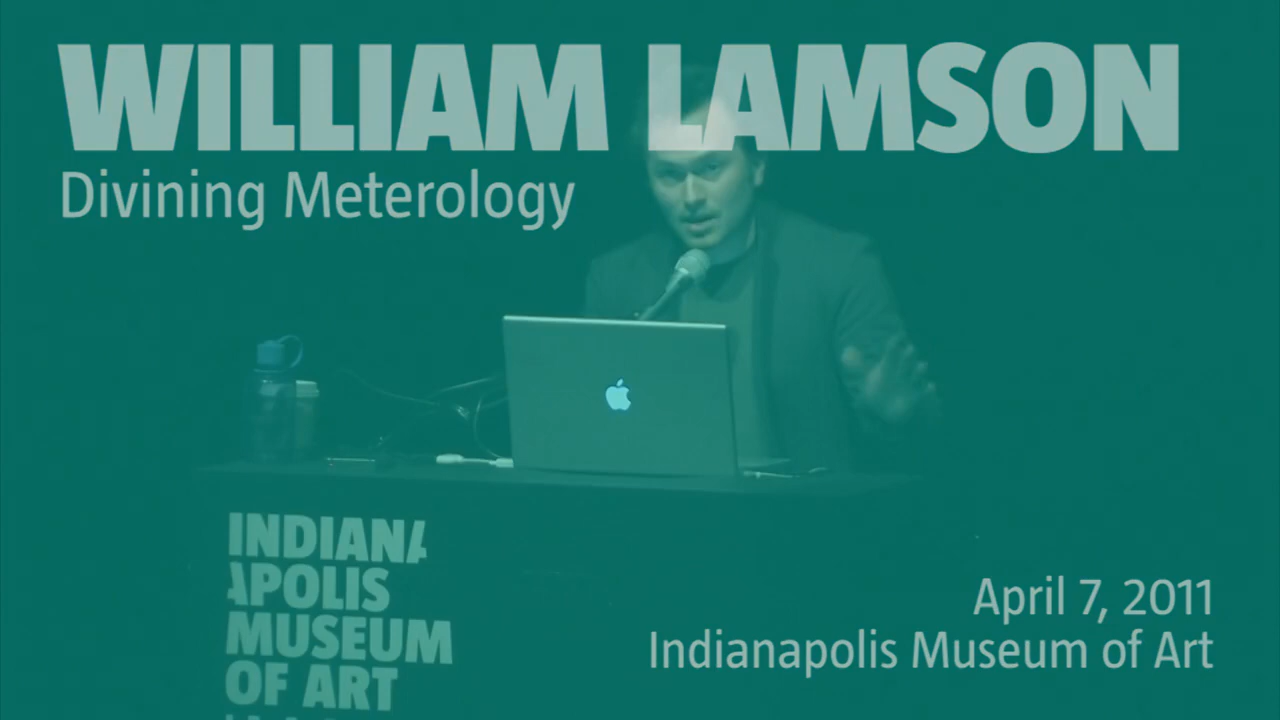 WILLIAM LAMSON
Divining Meterology
INDIANA
APOLIS
MUSEUM
OF ART
April 7, 2011
Indianapolis Museum of Art